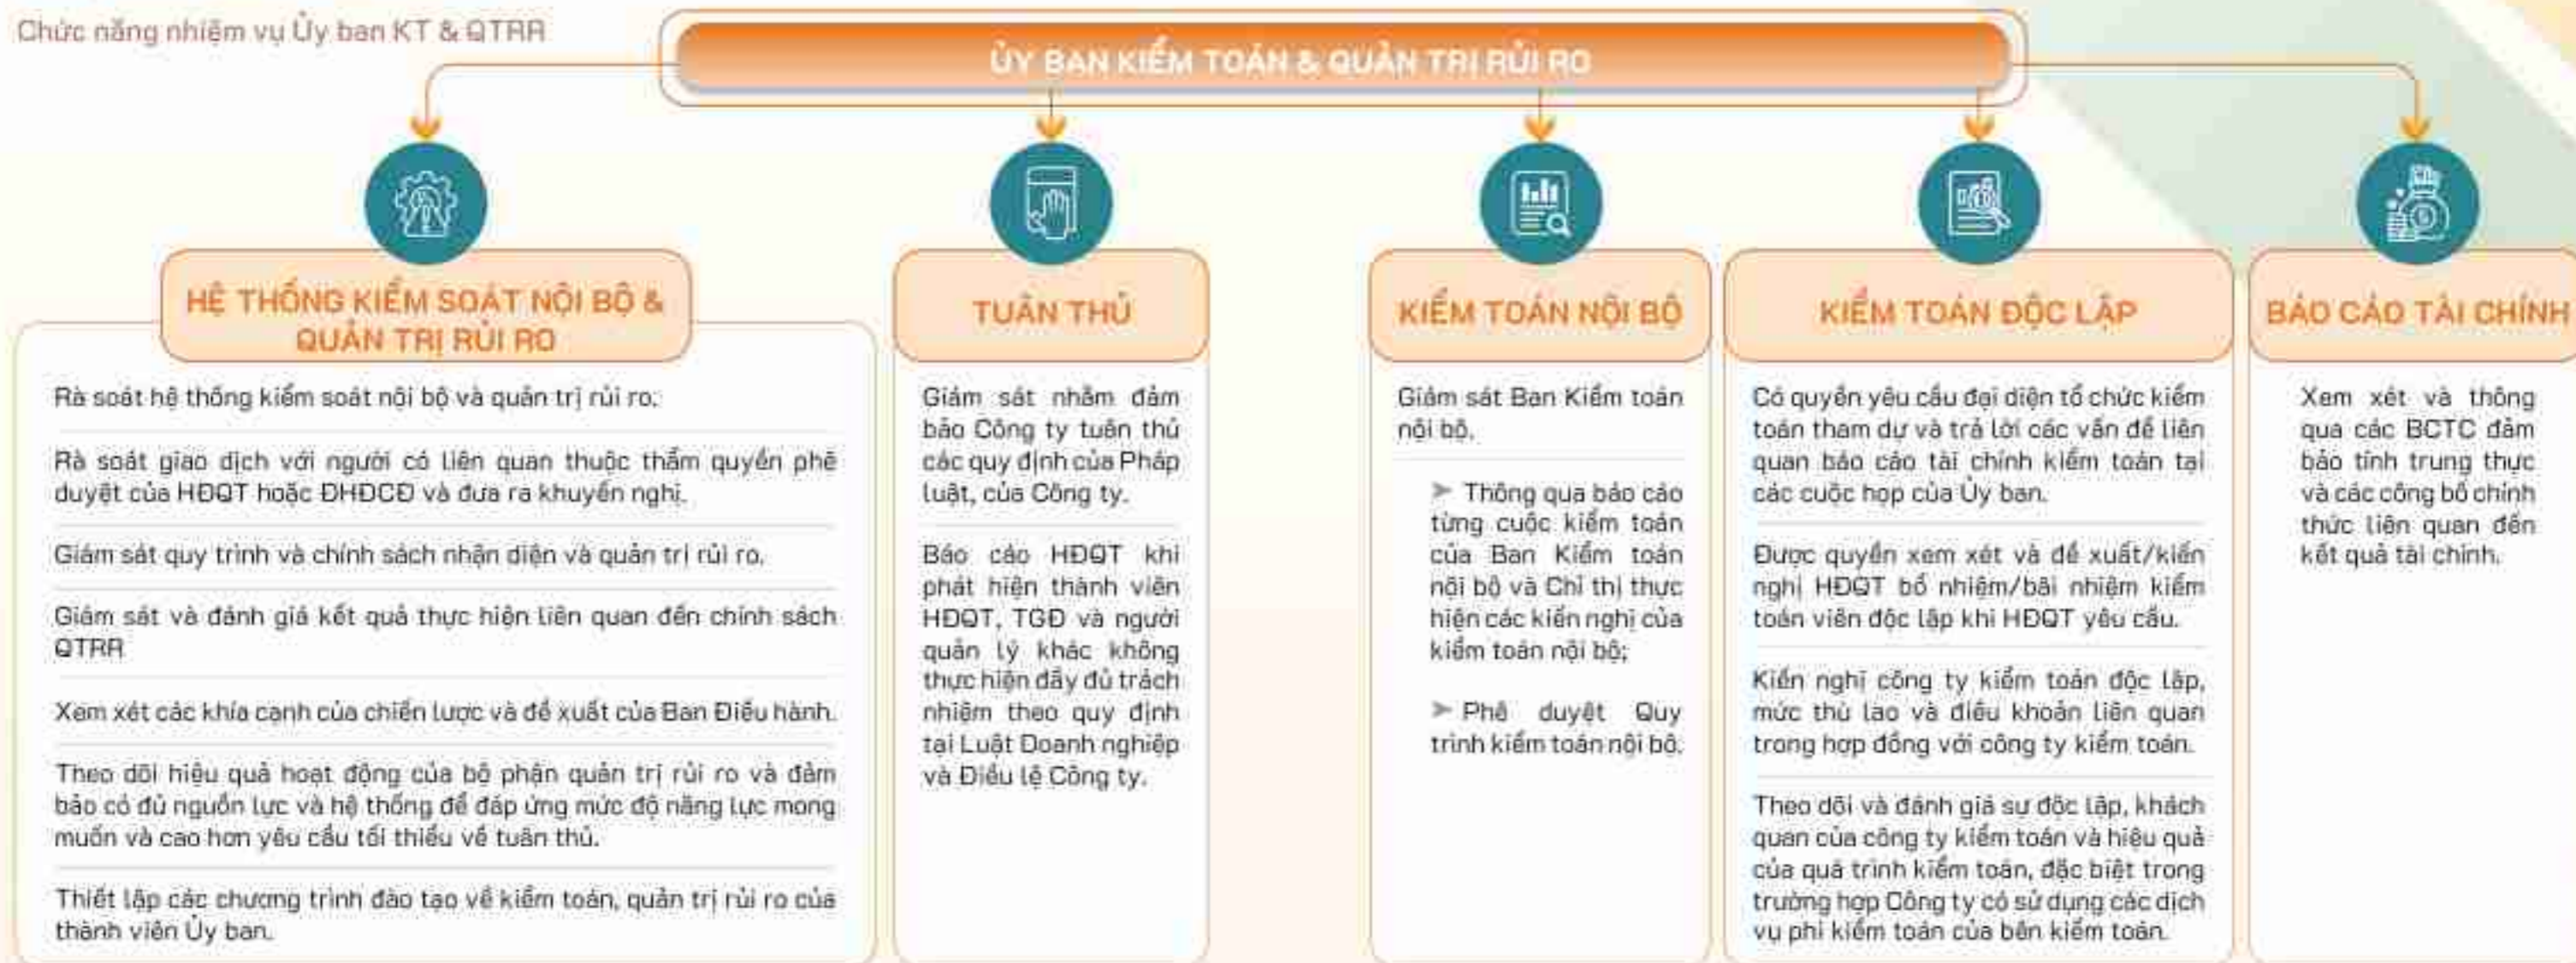 Chức năng nhiệm vụ Ủy ban KT & QTRR
ỦY BAN KIỂM TOÁN & QUẢN TRỊ RỦI RO
HỆ THỐNG KIỂM SOÁT NỘI BỘ &
QUẢN TRỊ RỦI RO
Rà soát hệ thống kiểm soát nội bộ và quản trị rủi ro.
Rà soát giao dịch với người có liên quan thuộc thẩm quyền phê
duyệt của HĐQT hoặc ĐHĐCĐ và đưa ra khuyến nghị.
Giám sát quy trình và chính sách nhận diện và quản trị rủi ro.
Giám sát và đánh giá kết quả thực hiện liên quan đến chính sách
QTRR
Xem xét các khía cạnh của chiến lược và đề xuất của Ban Điều hành.
Theo dõi hiệu quả hoạt động của bộ phận quản trị rủi ro và đảm
bảo có đủ nguồn lực và hệ thống để đáp ứng mức độ năng lực mong
muốn và cao hơn yêu cầu tối thiểu về tuân thủ.
Thiết lập các chương trình đào tạo về kiểm toán, quản trị rủi ro của
thành viên Ủy ban.
TUÂN THỦ
Giám sát nhằm đảm
bảo Công ty tuân thủ
các quy định của Pháp
luật, của Công ty.
Báo cáo HĐQT khi
phát hiện thành viên
HĐQT, TGĐ và người
quản lý khác không
thực hiện đầy đủ trách
nhiệm theo quy định
tại Luật Doanh nghiệp
và Điều lệ Công ty.
KIỂM TOÁN NỘI BỘ
Giám sát Ban Kiểm toán
nội bộ.
➤ Thông qua báo cáo
từng cuộc kiểm toán
của Ban Kiểm toán
nội bộ và Chỉ thị thực
hiện các kiến nghị của
kiểm toán nội bộ;
➤ Phê duyệt Quy
trình kiểm toán nội bộ.
KIỂM TOÁN ĐỘC LẬP
Có quyền yêu cầu đại diện tổ chức kiểm
toán tham dự và trả lời các vấn đề liên
quan báo cáo tài chính kiểm toán tại
các cuộc họp của Ủy ban.
Được quyền xem xét và đề xuất/kiến
nghị HĐQT bổ nhiệm/bãi nhiệm kiểm
toán viên độc lập khi HĐQT yêu cầu.
Kiến nghị công ty kiểm toán độc lập,
mức thù lao và điều khoản liên quan
trong hợp đồng với công ty kiểm toán.
Theo dõi và đánh giá sự độc lập, khách
quan của công ty kiểm toán và hiệu quả
của quá trình kiểm toán, đặc biệt trong
trường hợp Công ty có sử dụng các dịch
vụ phi kiểm toán của bên kiểm toán.
BÁO CÁO TÀI CHÍNH
Xem xét và thông
qua các BCTC đảm
bảo tính trung thực
và các công bố chính
thức liên quan đến
kết quả tài chính.